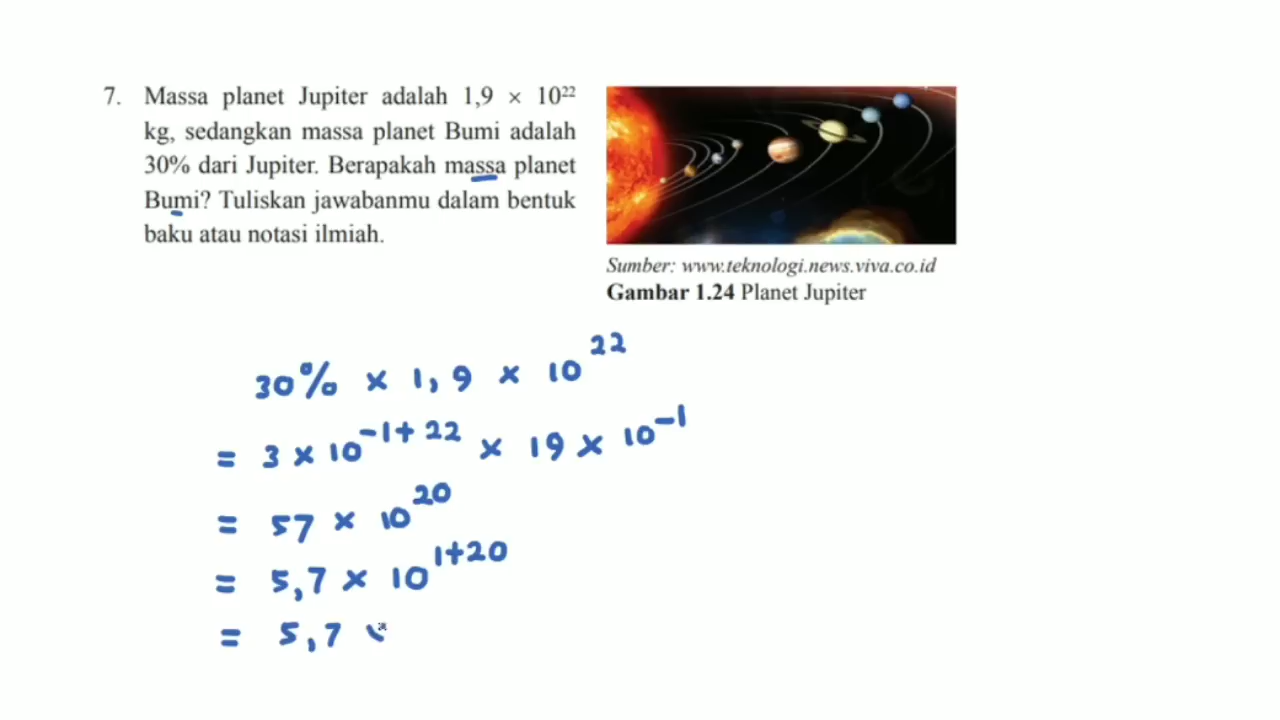 7. Massa planet Jupiter adalah 1,9 × 10²²
kg, sedangkan massa planet Bumi adalah
30% dari Jupiter. Berapakah massa planet
Bumi? Tuliskan jawabanmu dalam bentuk
baku atau notasi ilmiah.
Sumber: www.teknologi.news.viva.co.id
Gambar 1.24 Planet Jupiter
30% × 1,9 × 10²²
= 3 × 10⁻¹⁺²² × 19 × 10⁻¹
= 57 × 10²⁰
= 5,7 × 10¹⁺²⁰
= 5,7